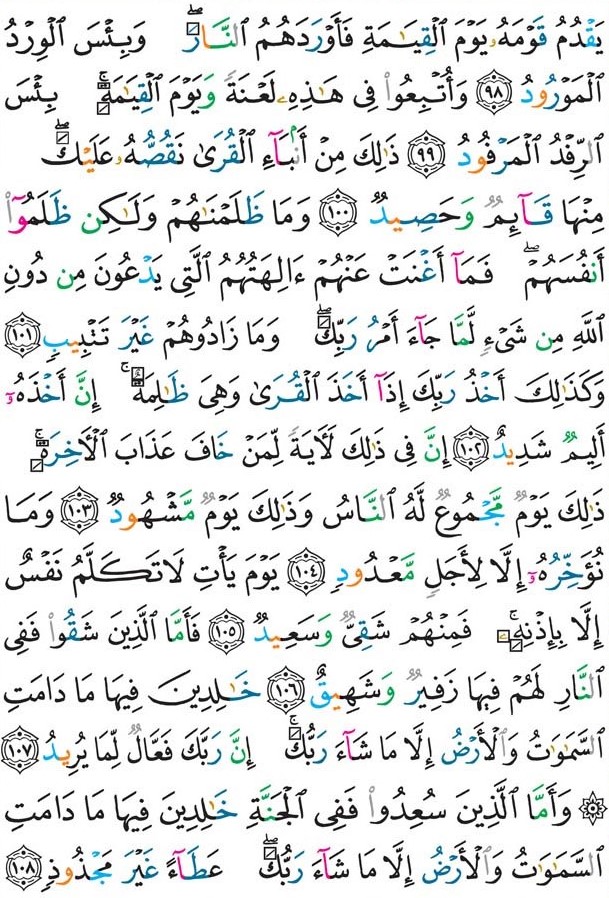 يَقْدُمُ قَوْمَهُۥ يَوْمَ ٱلْقِيَـٰمَةِ فَأَوْرَدَهُمُ ٱلنَّارَ ۖ وَبِئْسَ ٱلْوِرْدُ
ٱلْمَوْرُودُ ٩٨ وَأُتْبِعُوا۟ فِى هَـٰذِهِۦ لَعْنَةً وَيَوْمَ ٱلْقِيَـٰمَةِ ۚ بِئْسَ
ٱلرِّفْدُ ٱلْمَرْفُودُ ٩٩ ذَٰلِكَ مِنْ أَنۢبَآءِ ٱلْقُرَىٰ نَقُصُّهُۥ عَلَيْكَ ۖ
مِنْهَا قَآئِمٌ وَحَصِيدٌ ١٠٠ وَمَا ظَلَمْنَـٰهُمْ وَلَـٰكِن ظَلَمُوٓا۟
أَنفُسَهُمْ ۖ فَمَآ أَغْنَتْ عَنْهُمْ ءَالِهَتُهُمُ ٱلَّتِى يَدْعُونَ مِن دُونِ
ٱللَّهِ مِن شَىْءٍ لَّمَّا جَآءَ أَمْرُ رَبِّكَ ۖ وَمَا زَادُوهُمْ غَيْرَ تَتْبِيبٍ ١٠١
وَكَذَٰلِكَ أَخْذُ رَبِّكَ إِذَآ أَخَذَ ٱلْقُرَىٰ وَهِىَ ظَـٰلِمَةٌ ۚ إِنَّ أَخْذَهُۥٓ
أَلِيمٌ شَدِيدٌ ١٠٢ إِنَّ فِى ذَٰلِكَ لَـَٔايَةً لِّمَنْ خَافَ عَذَابَ ٱلْـَٔاخِرَةِ ۚ
ذَٰلِكَ يَوْمٌ مَّجْمُوعٌ لَّهُ ٱلنَّاسُ وَذَٰلِكَ يَوْمٌ مَّشْهُودٌ ١٠٣ وَمَا
نُؤَخِّرُهُۥٓ إِلَّا لِأَجَلٍ مَّعْدُودٍ ١٠٤ يَوْمَ يَأْتِ لَا تَكَلَّمُ نَفْسٌ
إِلَّا بِإِذْنِهِۦ ۚ فَمِنْهُمْ شَقِىٌّ وَسَعِيدٌ ١٠٥ فَأَمَّا ٱلَّذِينَ شَقُوا۟ فَفِى
ٱلنَّارِ لَهُمْ فِيهَا زَفِيرٌ وَشَهِيقٌ ١٠٦ خَـٰلِدِينَ فِيهَا مَا دَامَتِ
ٱلسَّمَـٰوَٰتُ وَٱلْأَرْضُ إِلَّا مَا شَآءَ رَبُّكَ ۚ إِنَّ رَبَّكَ فَعَّالٌ لِّمَا يُرِيدُ ١٠٧
۞ وَأَمَّا ٱلَّذِينَ سُعِدُوا۟ فَفِى ٱلْجَنَّةِ خَـٰلِدِينَ فِيهَا مَا دَامَتِ
ٱلسَّمَـٰوَٰتُ وَٱلْأَرْضُ إِلَّا مَا شَآءَ رَبُّكَ ۖ عَطَآءً غَيْرَ مَجْذُوذٍ ١٠٨